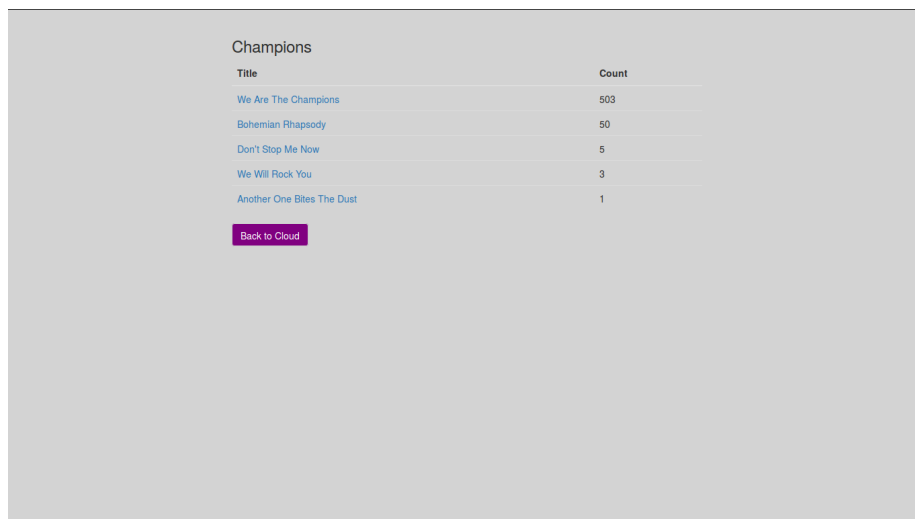 Champions
Title Count
We Are The Champions 503
Bohemian Rhapsody 50
Don't Stop Me Now 5
We Will Rock You 3
Another One Bites The Dust 1
Back to Cloud